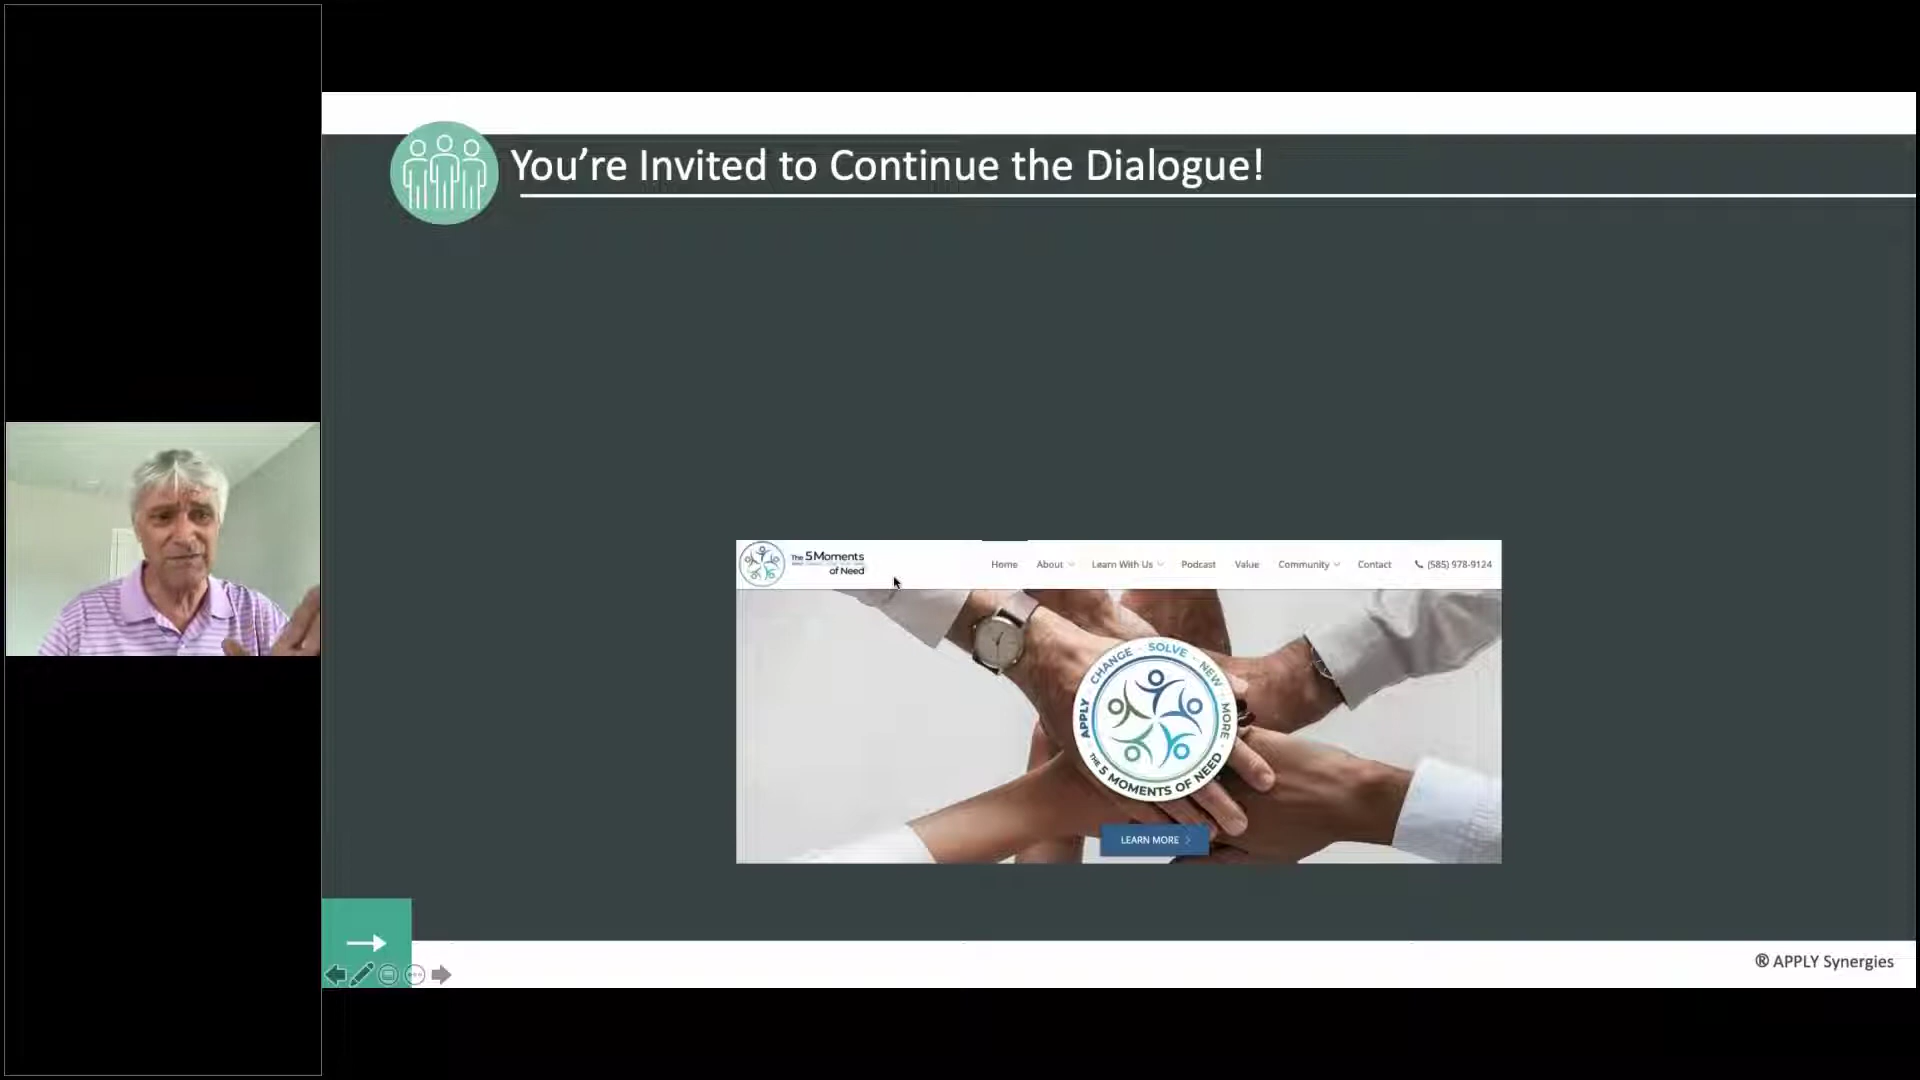 You’re Invited to Continue the Dialogue!
The 5 Moments
of Need
Home About Learn With Us Podcast Value Community Contact (585) 978-9124
APPLY · CHANGE · SOLVE · NEW · MORE ·
THE 5 MOMENTS OF NEED
LEARN MORE
® APPLY Synergies